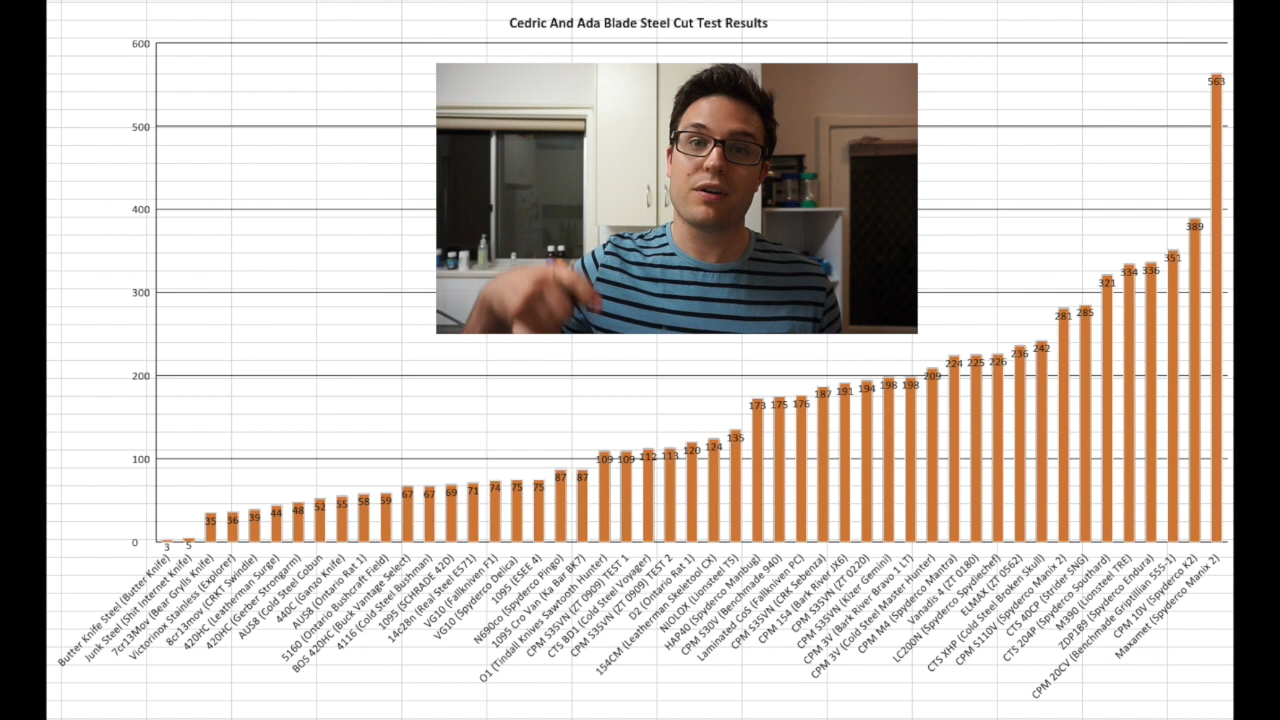 Cedric And Ada Blade Steel Cut Test Results
600
500
400
300
200
100
0
3
5
35
36
39
44
48
52
55
58
59
67
67
69
71
74
75
75
87
87
109
109
112
113
120
124
135
173
175
176
187
191
194
198
198
209
224
225
226
236
242
281
285
321
334
336
351
389
563
Butter Knife Steel (Butter Knife)
Junk Steel (Shit Internet Knife)
7cr13Mov (Bear Grylls Knife)
Victorinox Stainless (Explorer)
8cr13mov (CRKT Swindle)
420HC (Leatherman Surge)
420HC (Gerber Strongarm)
AUS8 (Cold Steel Cobun
440C (Ganzo Knife)
AUS8 (Ontario Rat 1)
5160 (Ontario Bushcraft Field)
BOS 420HC (Buck Vantage Select)
4116 (Cold Steel Bushman)
1095 (SCHRADE 42D)
14c28n (Real Steel E571)
VG10 (Fallkniven F1)
VG10 (Spyderco Delica)
1095 (ESEE 4)
N690co (Spyderco Pingo)
1095 Cro Van (Ka Bar BK7)
O1 (Tindall Knives Sawtooth Hunter)
CPM S35VN (ZT 0909) TEST 1
CTS BD1 (Cold Steel Voyager)
CPM S35VN (ZT 0909) TEST 2
D2 (Ontario Rat 1)
154CM (Leatherman Skeletool CX)
NIOLOX (Lionsteel T5)
HAP40 (Spyderco Manbug)
CPM S30V (Benchmade 940)
Laminated CoS (Fallkniven PC)
CPM S35VN (CRK Sebenza)
CPM 154 (Bark River JX6)
CPM S35VN (ZT 0220)
CPM S35VN (Kizer Gemini)
CPM 3V (Bark River Bravo 1 LT)
CPM 3V (Cold Steel Master Hunter)
CPM M4 (Spyderco Mantra)
Vanadis 4 (ZT 0180)
LC200N (Spyderco Spydiechef)
ELMAX (ZT 0562)
CTS XHP (Cold Steel Broken Skull)
CPM S110V (Spyderco Manix 2)
CTS 40CP (Strider SNG)
CTS 204P (Spyderco Southard)
M390 (Lionsteel TRE)
ZDP189 (Spyderco Endura)
CPM 20CV (Benchmade Griptillian 555-1)
CPM 10V (Spyderco K2)
Maxamet (Spyderco Manix 2)